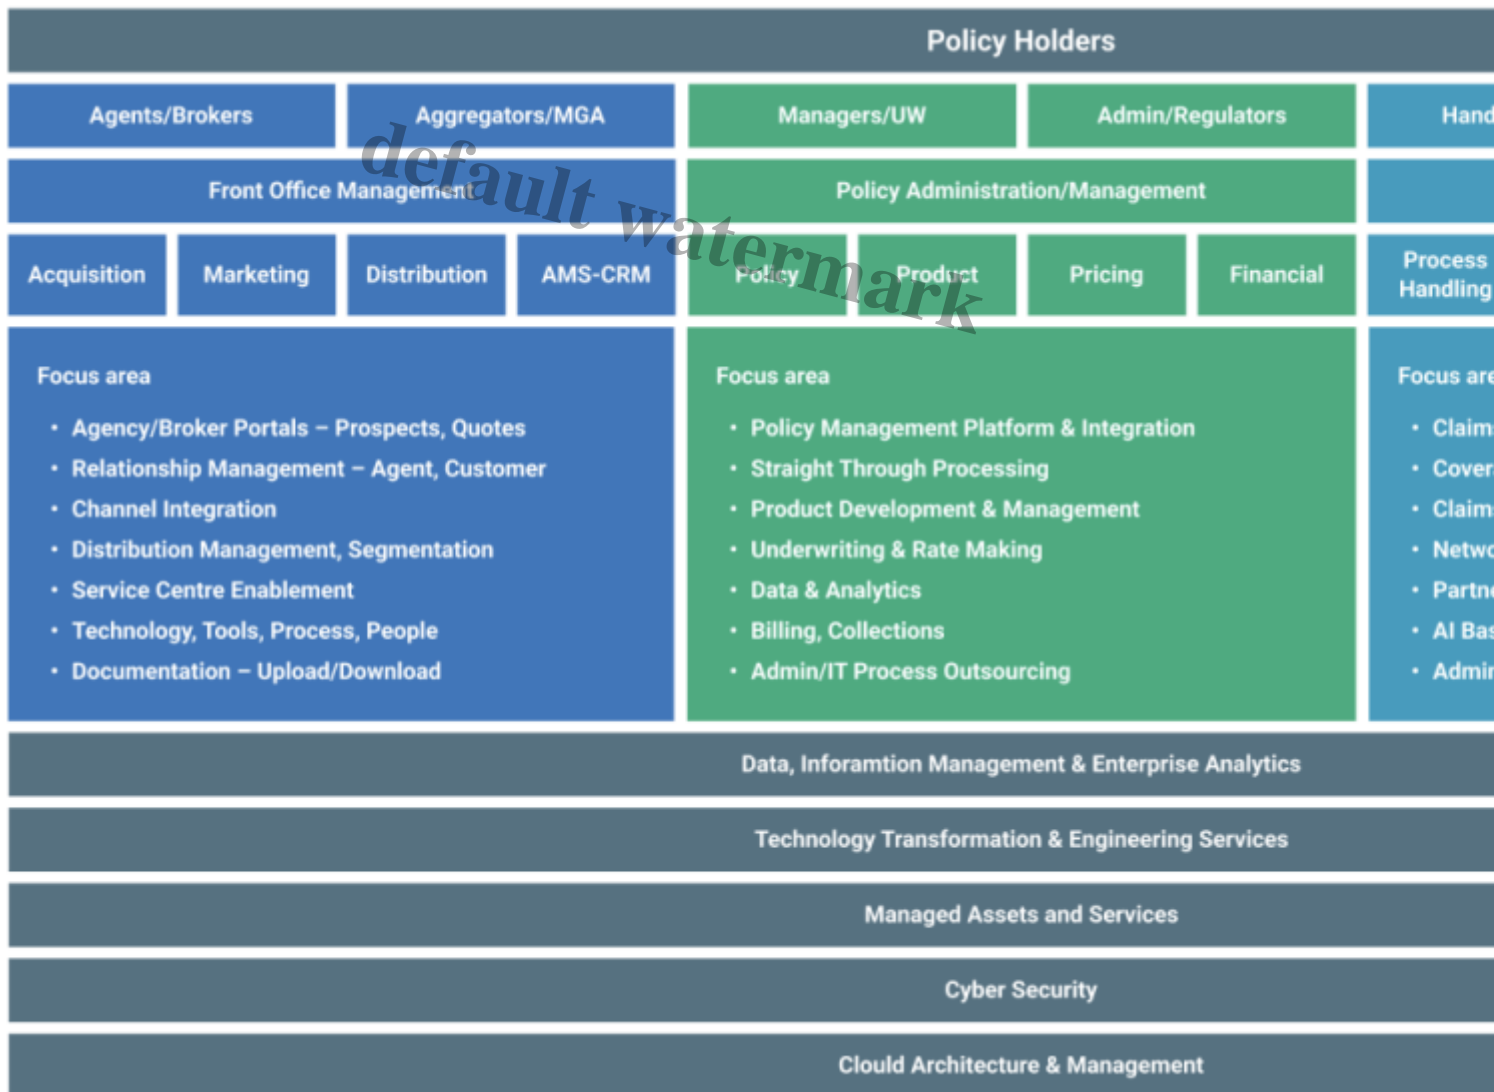 Policy Holders
Agents/Brokers
Aggregators/MGA
Managers/UW
Admin/Regulators
Front Office Management
Policy Administration/Management
Acquisition
Marketing
Distribution
AMS-CRM
Policy
Product
Pricing
Financial
Process
Handling
default watermark
Focus area
• Agency/Broker Portals – Prospects, Quotes
• Relationship Management – Agent, Customer
• Channel Integration
• Distribution Management, Segmentation
• Service Centre Enablement
• Technology, Tools, Process, People
• Documentation – Upload/Download
Focus area
• Policy Management Platform & Integration
• Straight Through Processing
• Product Development & Management
• Underwriting & Rate Making
• Data & Analytics
• Billing, Collections
• Admin/IT Process Outsourcing
Focus
• AI
Data, Inforamtion Management & Enterprise Analytics
Technology Transformation & Engineering Services
Managed Assets and Services
Cyber Security
Clould Architecture & Management